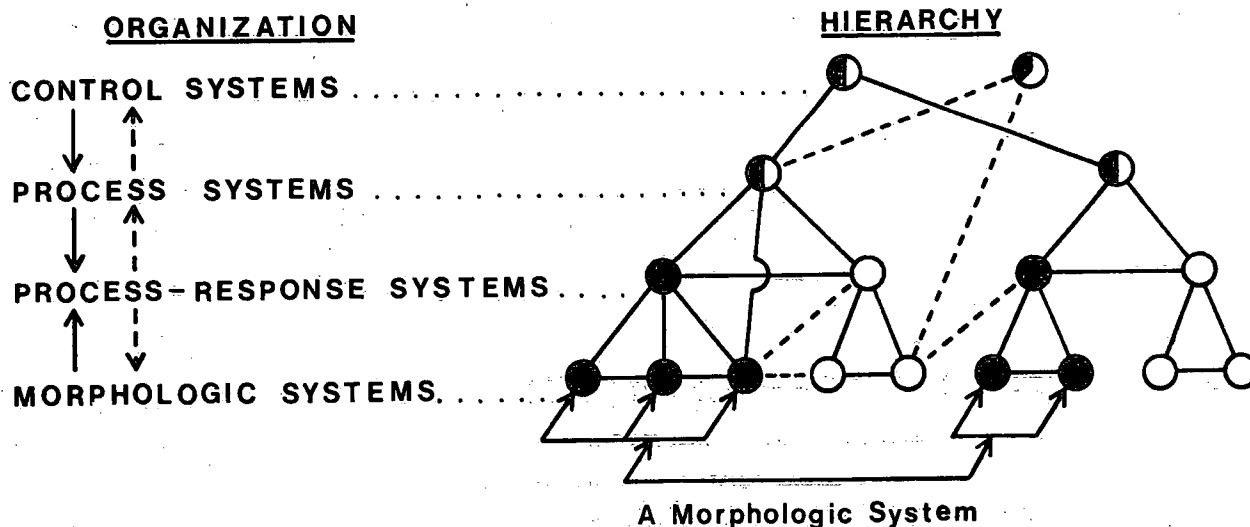 ORGANIZATION
HIERARCHY
CONTROL SYSTEMS
PROCESS SYSTEMS
PROCESS-RESPONSE SYSTEMS
MORPHOLOGIC SYSTEMS
A Morphologic System